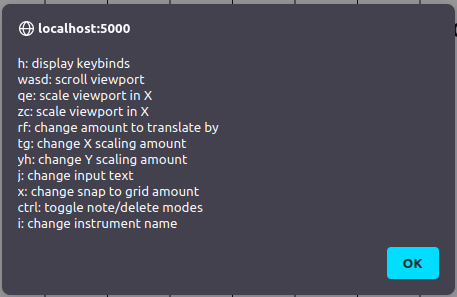 localhost:5000
h: display keybinds
wasd: scroll viewport
qe: scale viewport in X
zc: scale viewport in X
rf: change amount to translate by
tg: change X scaling amount
yh: change Y scaling amount
j: change input text
x: change snap to grid amount
ctrl: toggle note/delete modes
i: change instrument name
OK